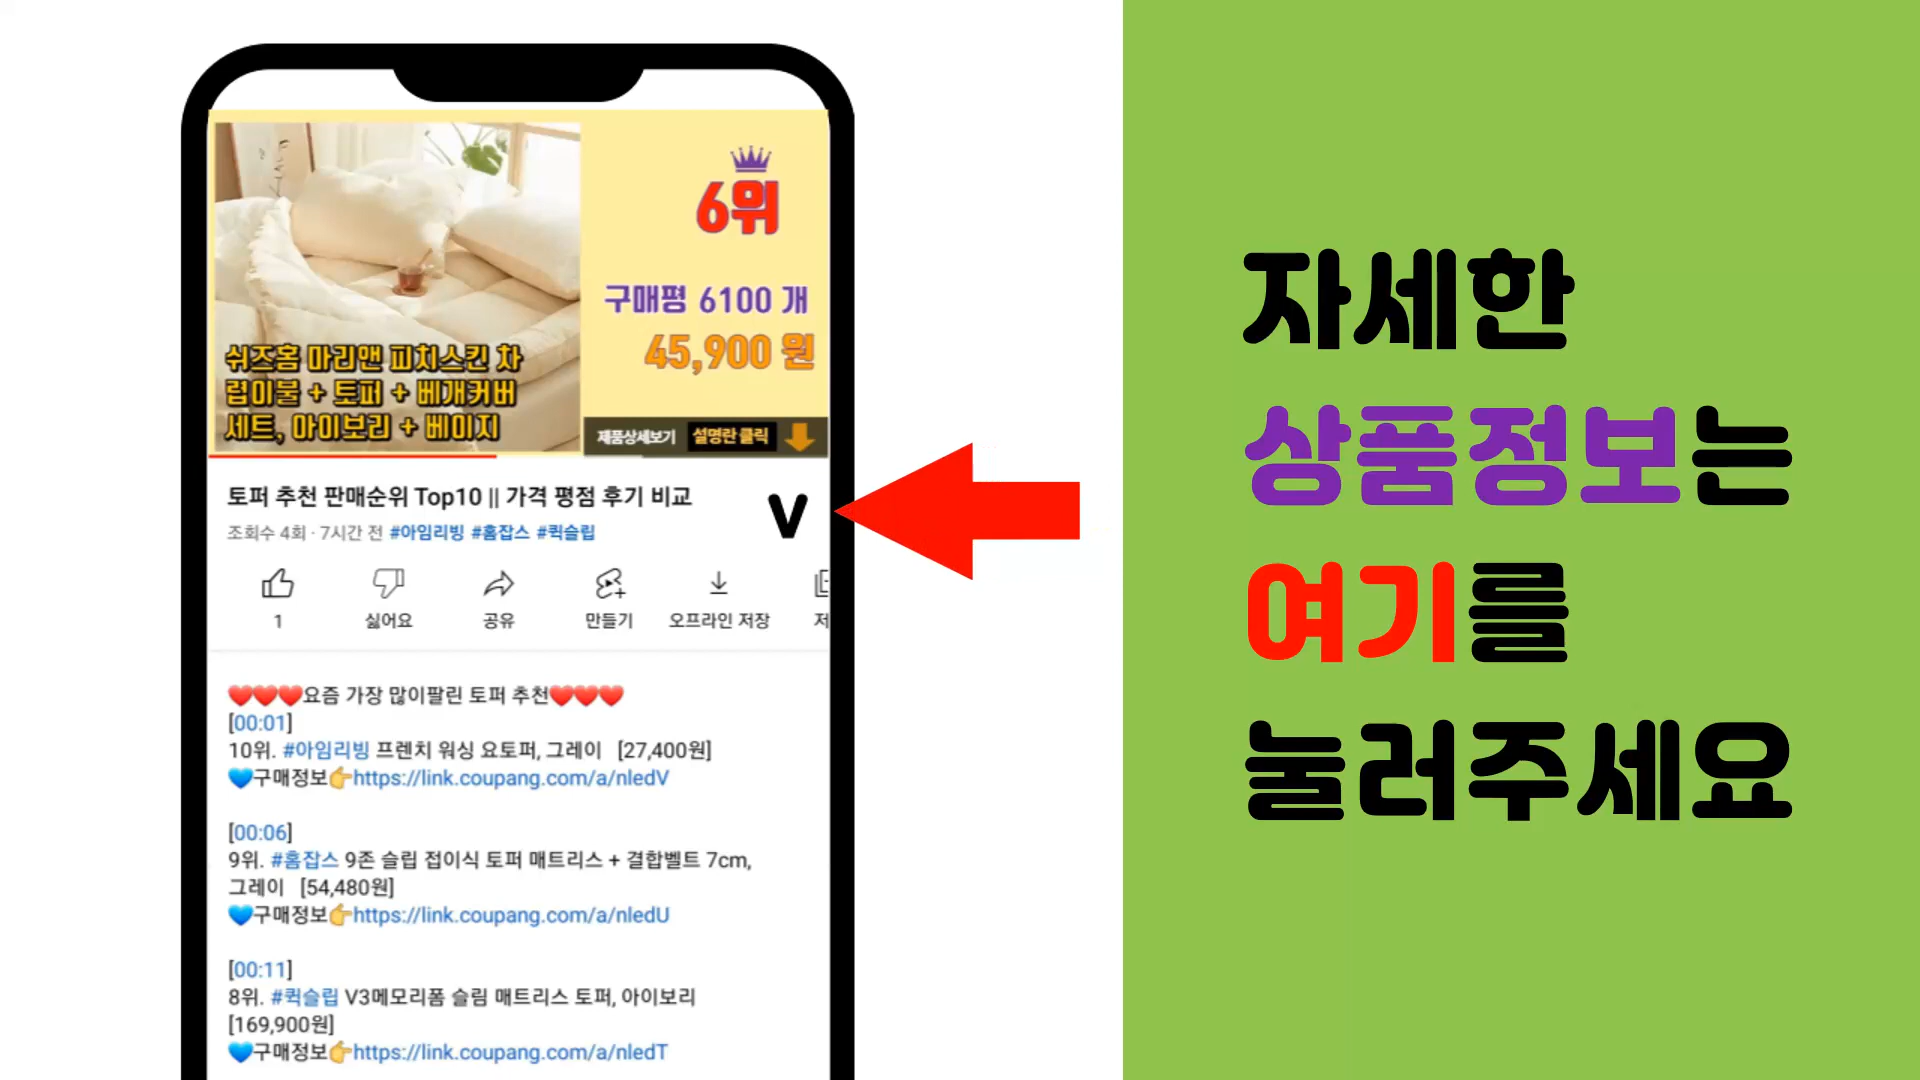 6위
구매평 6100 개
45,900 원
쉬즈홈 마리앤 피치스킨 차
렵이불 + 토퍼 + 베개커버
세트, 아이보리 + 베이지
제품상세보기 설명란 클릭
토퍼 추천 판매순위 Top10 || 가격 평점 후기 비교
V
조회수 4회 · 7시간 전 #아임리빙 #홈잡스 #퀵슬립
1 싫어요 공유 만들기 오프라인 저장 저
❤️❤️❤️요즘 가장 많이팔린 토퍼 추천❤️❤️❤️
[00:01]
10위. #아임리빙 프렌치 워싱 요토퍼, 그레이 [27,400원]
💙구매정보👉https://link.coupang.com/a/nledV
[00:06]
9위. #홈잡스 9존 슬립 접이식 토퍼 매트리스 + 결합벨트 7cm,
그레이 [54,480원]
💙구매정보👉https://link.coupang.com/a/nledU
[00:11]
8위. #퀵슬립 V3메모리폼 슬림 매트리스 토퍼, 아이보리
[169,900원]
💙구매정보👉https://link.coupang.com/a/nledT
자세한
상품정보는
여기를
눌러주세요